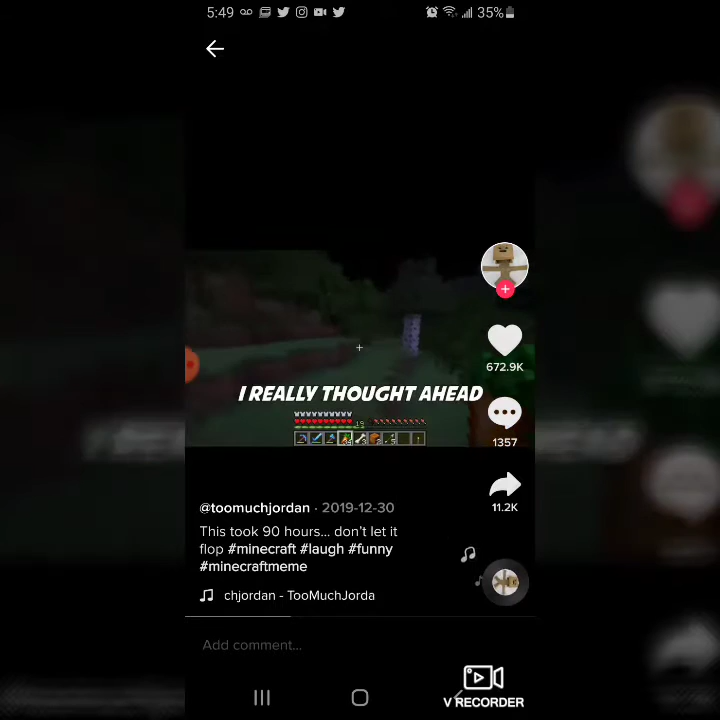 5:49 35%
672.9K
I REALLY THOUGHT AHEAD
19
1357
@toomuchjordan · 2019-12-30
11.2K
This took 90 hours... don't let it
flop #minecraft #laugh #funny
#minecraftmeme
chjordan - TooMuchJorda
Add comment...
V RECORDER